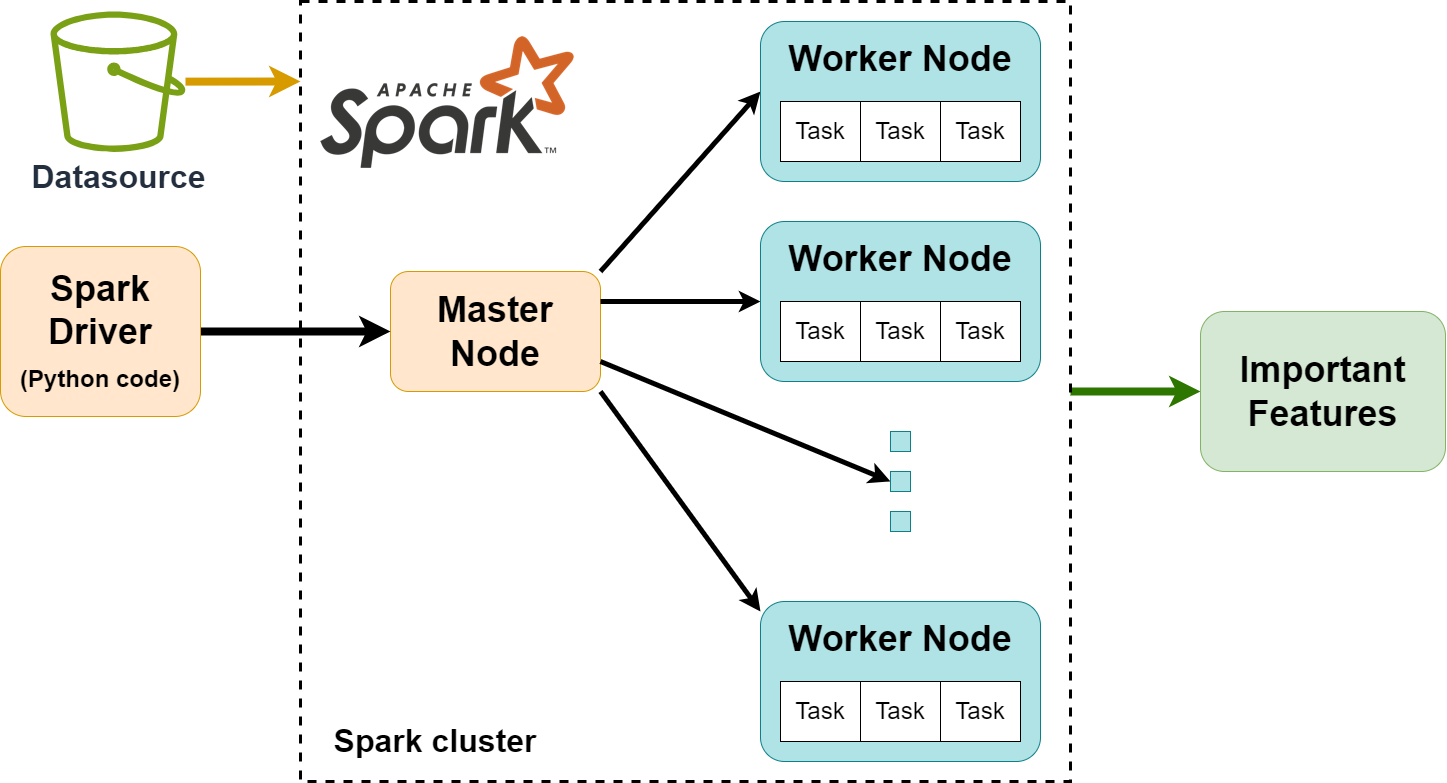 Datasource
APACHE
Spark™
Spark
Driver
(Python code)
Master
Node
Worker Node
Task Task Task
Worker Node
Task Task Task
Worker Node
Task Task Task
Spark cluster
Important
Features